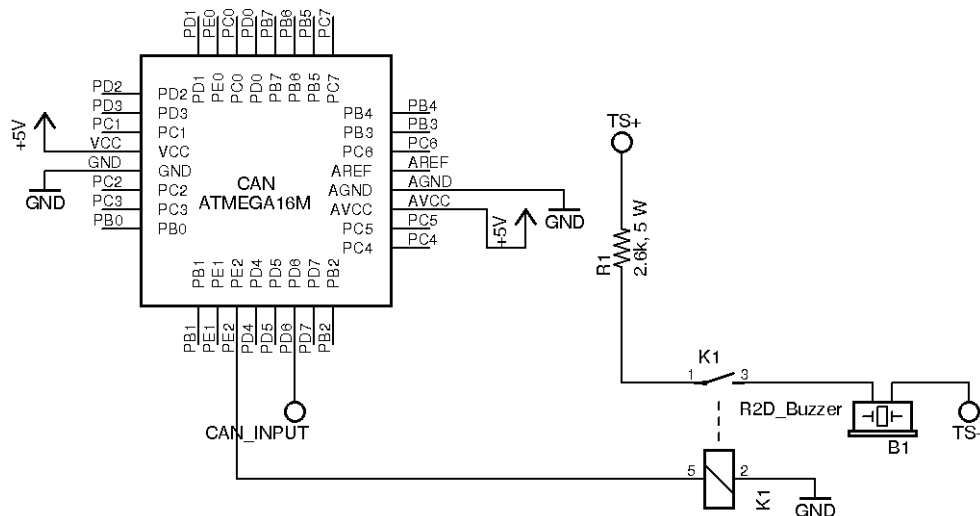 PD1 PE0 PC0 PD0 PB7 PB6 PB5 PC7
PD1 PE0 PC0 PD0 PB7 PB6 PB5 PC7
PD2 PD2
PD3 PD3
PC1 PC1
VCC VCC
GND GND
PC2 PC2
PC3 PC3
PB0 PB0
+5V
GND
CAN
ATMEGA16M
PB4 PB4
PB3 PB3
PC6 PC6
AREF AREF
AGND AGND
AVCC AVCC
PC5 PC5
PC4 PC4
+5V
GND
PB1 PE1 PE2 PD4 PD5 PD6 PD7 PB2
PB1 PE1 PE2 PD4 PD5 PD6 PD7 PB2
CAN_INPUT
TS+
R1
2.6k, 5 W
K1
1 3
R2D_Buzzer
B1
TS-
5 2
K1
GND